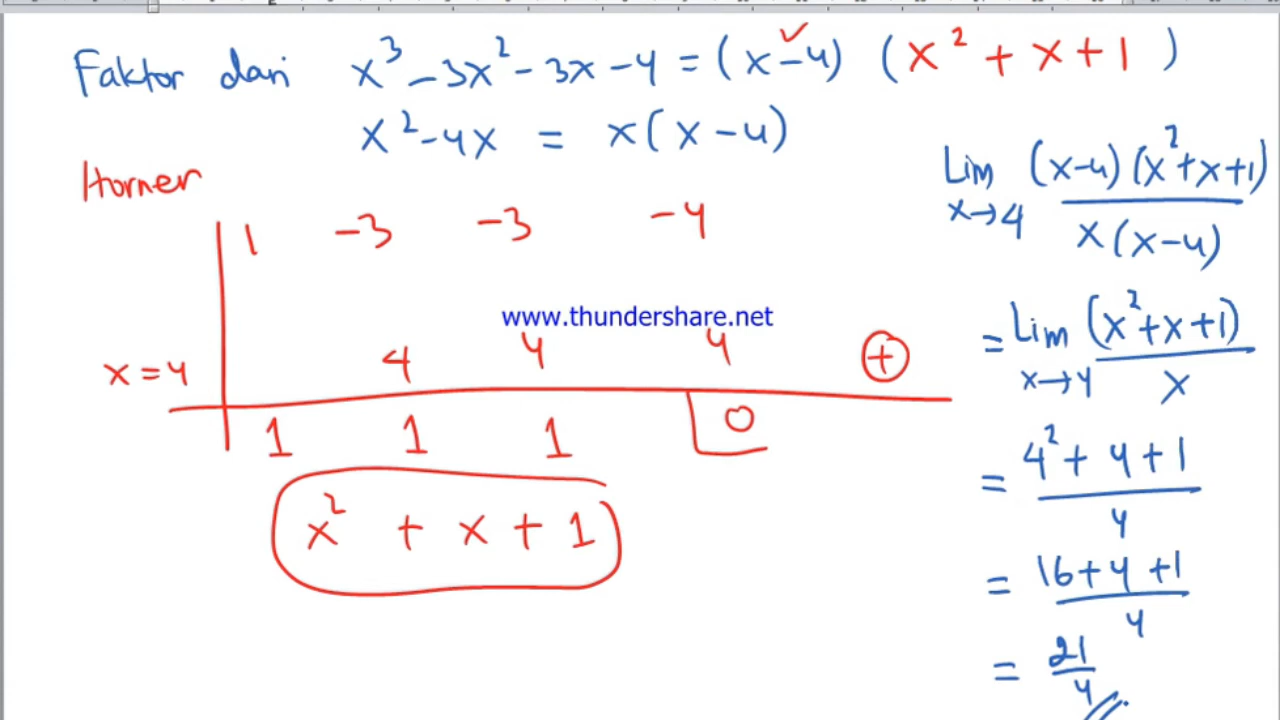 Faktor dari x³ - 3x² - 3x - 4 = (x - 4) (x² + x + 1)
x² - 4x = x(x - 4)
Horner
1 -3 -3 -4
www.thundershare.net
x = 4 4 4 4 +
1 1 1 0
x² + x + 1
Lim (x-4)(x²+x+1)
x→4 x(x-4)
= Lim (x²+x+1)
x→4 x
= 4² + 4 + 1
4
= 16 + 4 + 1
4
= 21
4